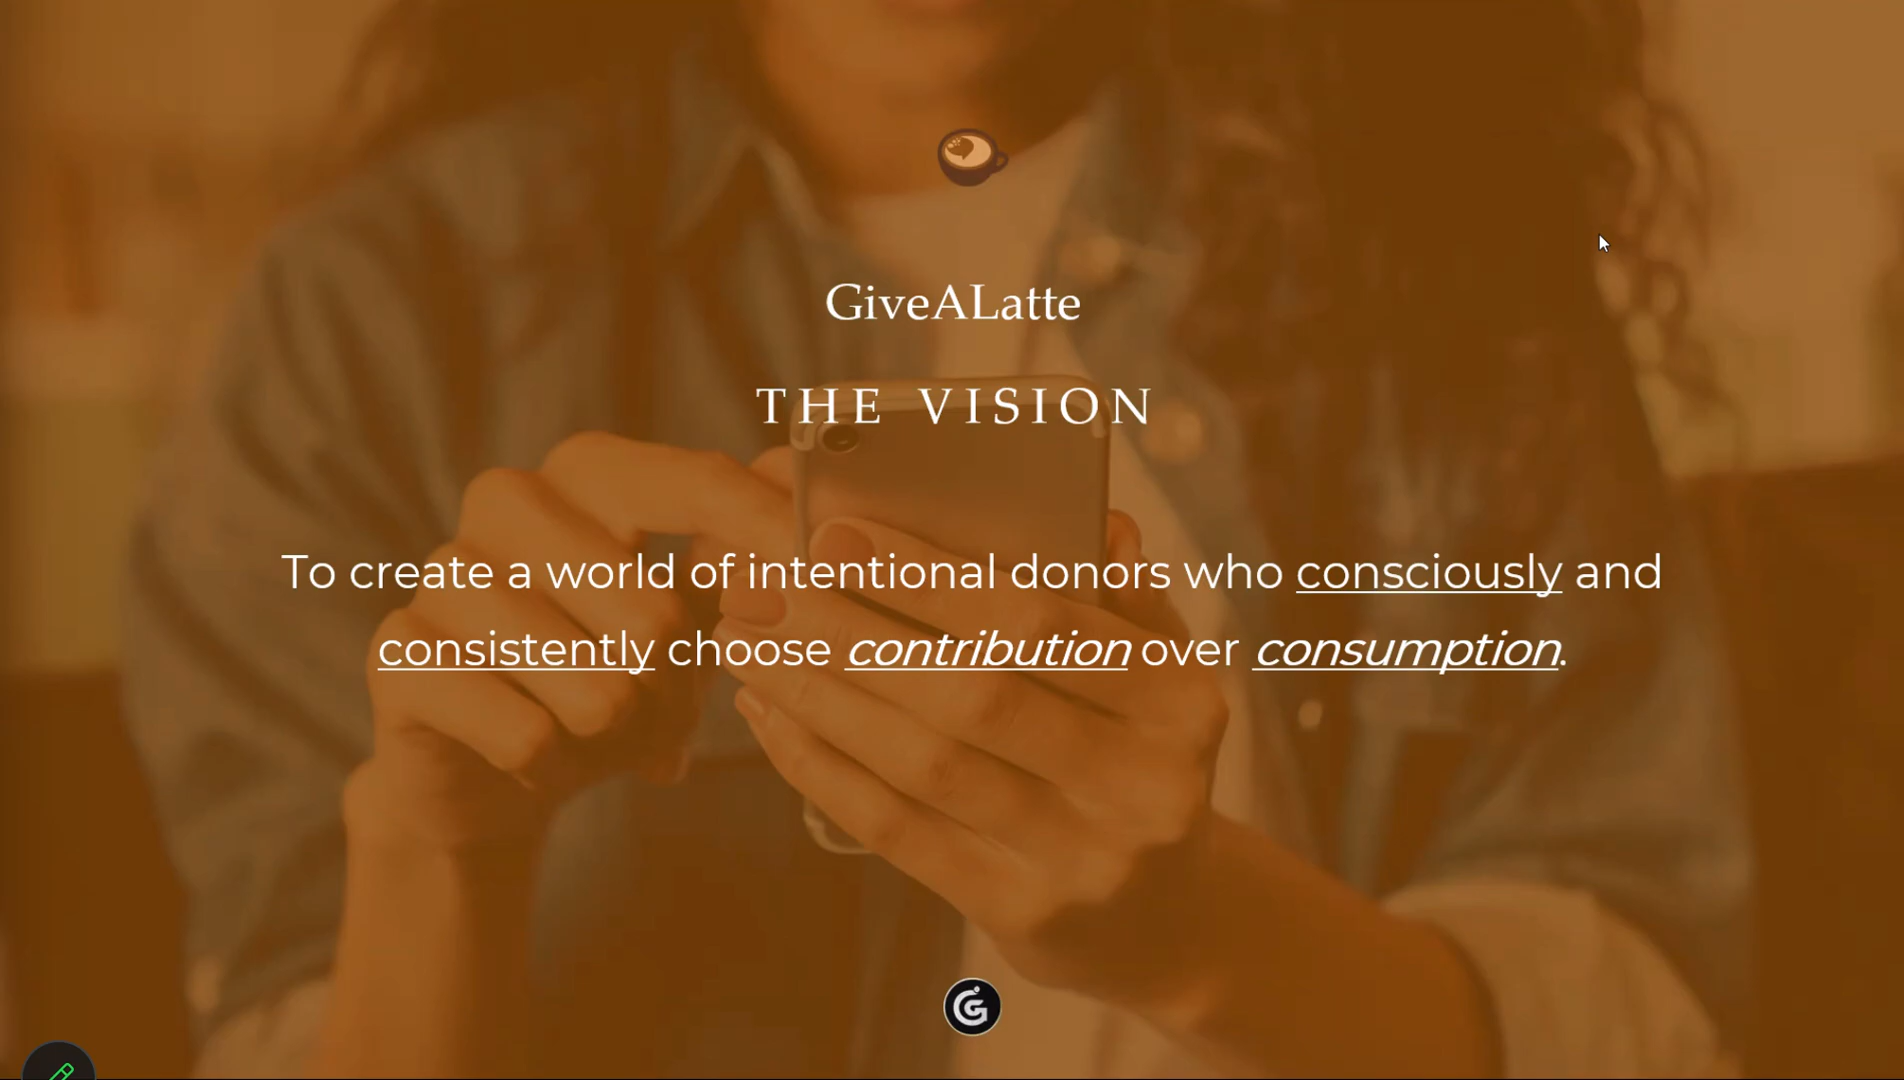 GiveALatte
THE VISION
To create a world of intentional donors who consciously and
consistently choose contribution over consumption.